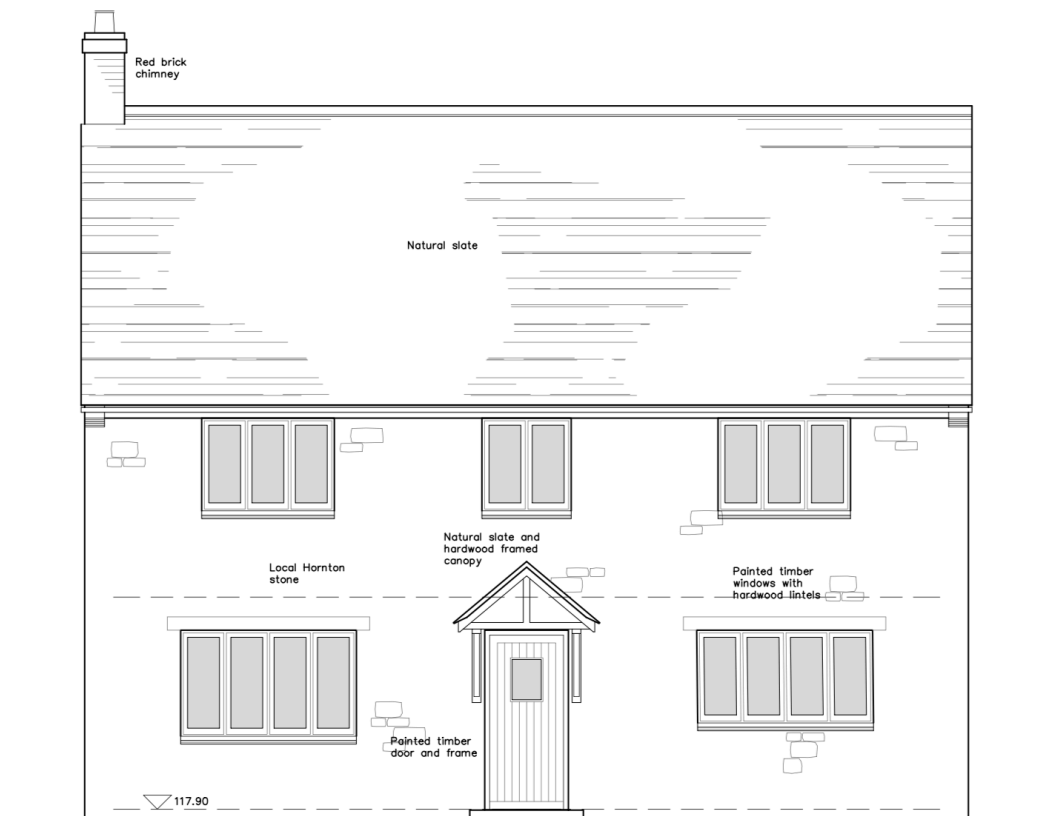 Red brick
chimney
Natural slate
Natural slate and
hardwood framed
canopy
Local Hornton
stone
Painted timber
windows with
hardwood lintels
Painted timber
door and frame
117.90